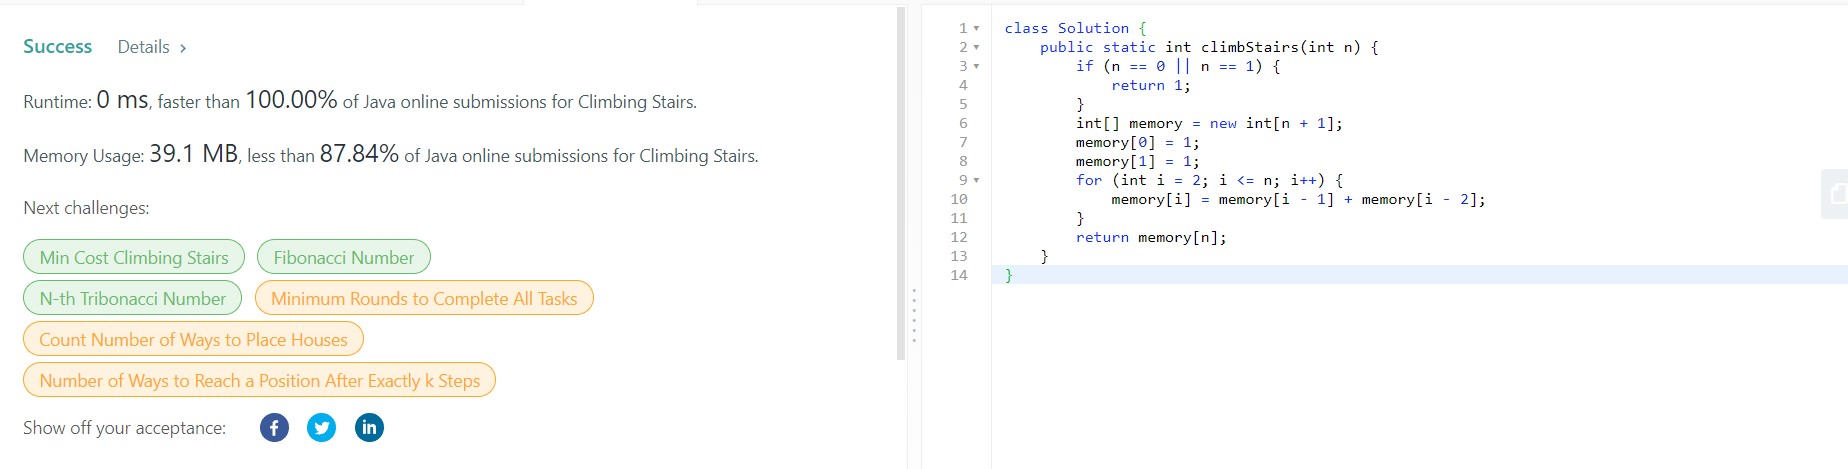 Success Details >
Runtime: 0 ms, faster than 100.00% of Java online submissions for Climbing Stairs.
Memory Usage: 39.1 MB, less than 87.84% of Java online submissions for Climbing Stairs.
Next challenges:
Min Cost Climbing Stairs Fibonacci Number
N-th Tribonacci Number Minimum Rounds to Complete All Tasks
Count Number of Ways to Place Houses
Number of Ways to Reach a Position After Exactly k Steps
Show off your acceptance: f in
1 class Solution {
2 public static int climbStairs(int n) {
3 if (n == 0 || n == 1) {
4 return 1;
5 }
6 int[] memory = new int[n + 1];
7 memory[0] = 1;
8 memory[1] = 1;
9 for (int i = 2; i <= n; i++) {
10 memory[i] = memory[i - 1] + memory[i - 2];
11 }
12 return memory[n];
13 }
14 }